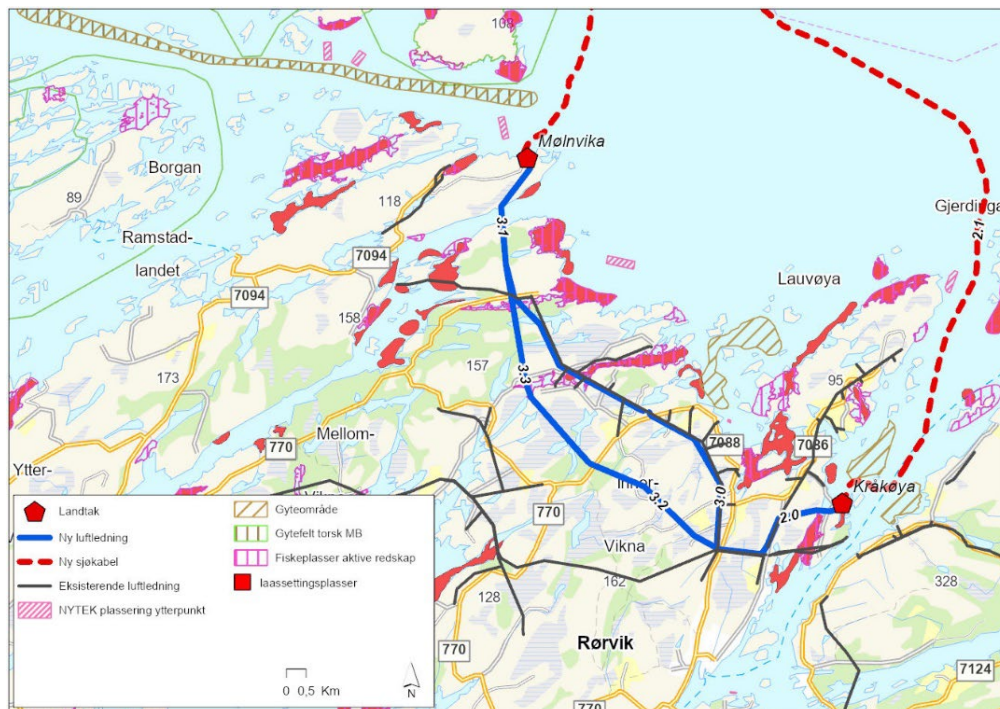 108
Mølnvika
Borgan
89
118
Gjerdinga
2.1
Ramstad-
landet
3.1
7094
7094
Lauvøya
158
157
3.3
173
95
Mellom-
7088
7086
770
Ytter-
Inner-
3.0
Kråkøya
3.2
2.0
770
Vikna
162
128
328
Rørvik
770
7124
770
Landtak
Ny luftledning
Ny sjøkabel
Eksisterende luftledning
NYTEK plassering ytterpunkt
Gyteområde
Gytefelt torsk MB
Fiskeplasser aktive redskap
laassettingsplasser
0 0,5 Km
N